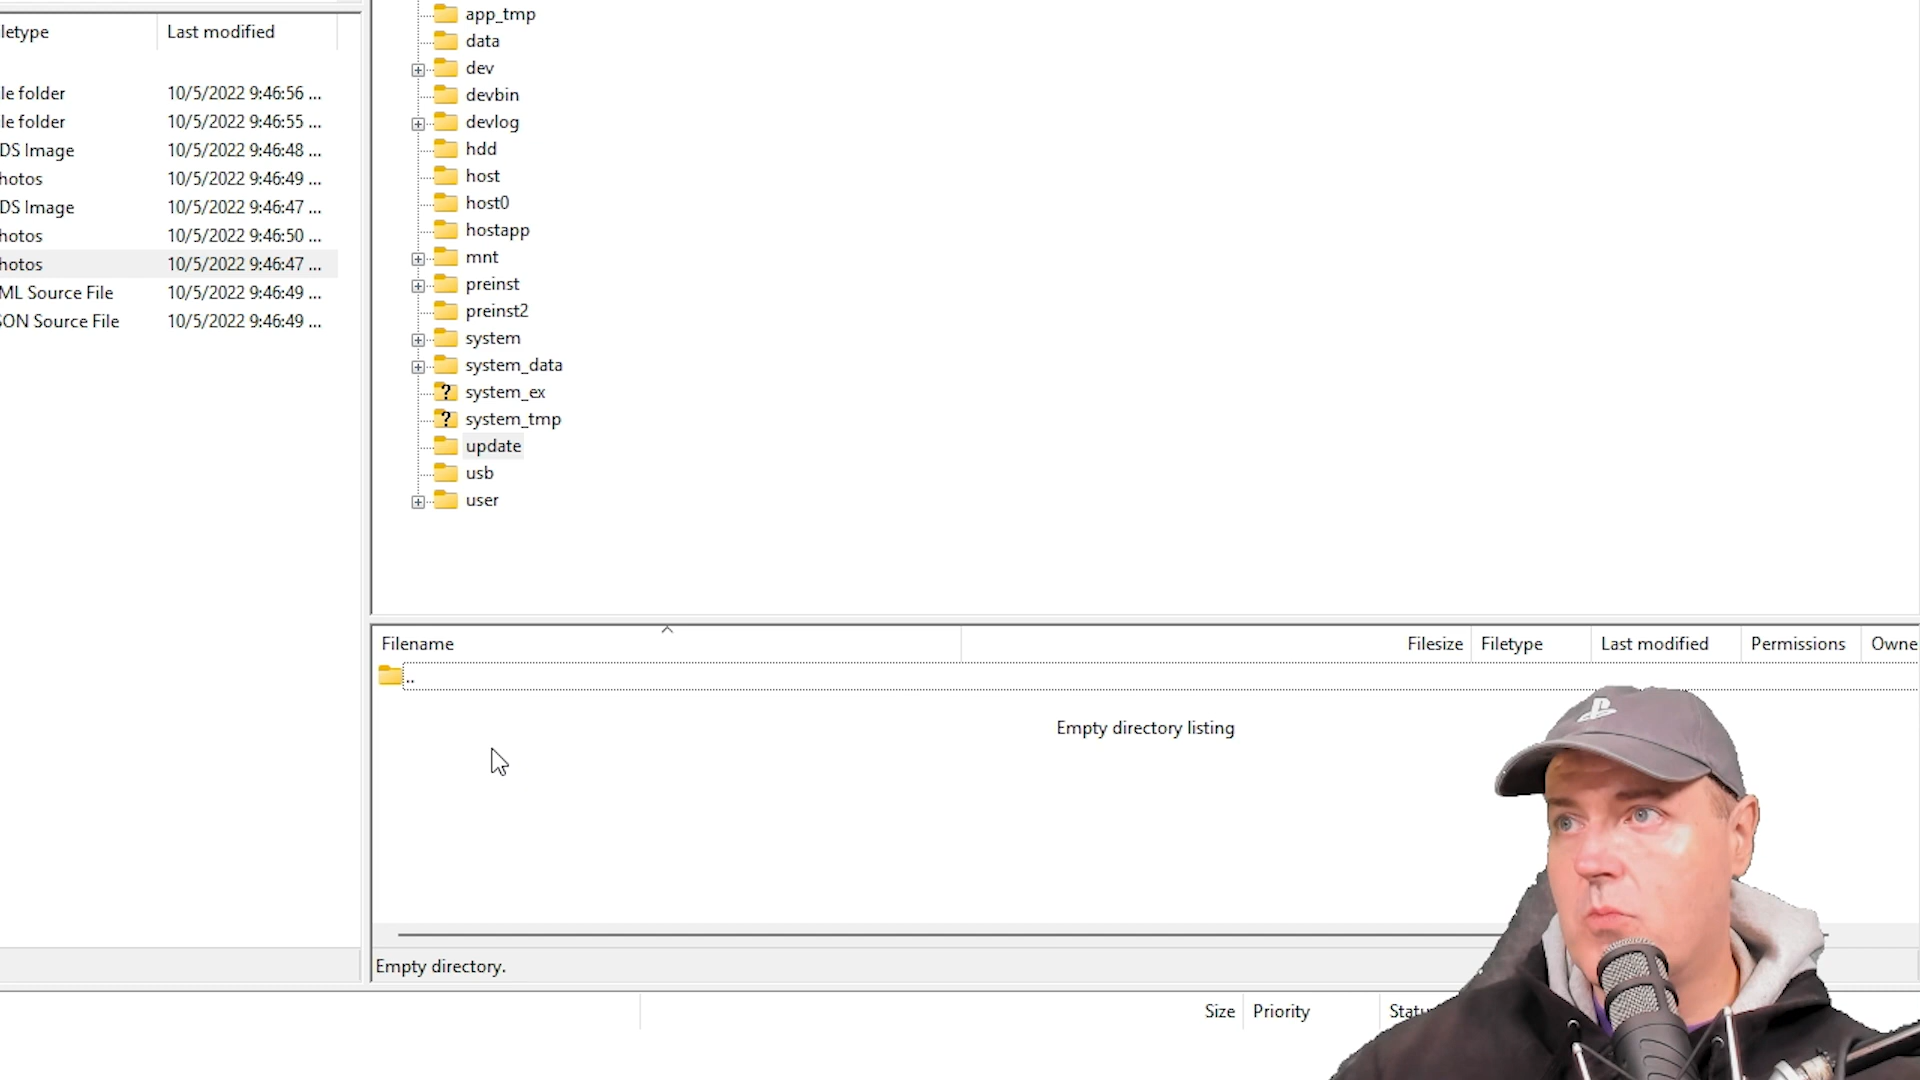 letype Last modified
le folder 10/5/2022 9:46:56 ...
le folder 10/5/2022 9:46:55 ...
DS Image 10/5/2022 9:46:48 ...
hotos 10/5/2022 9:46:49 ...
DS Image 10/5/2022 9:46:47 ...
hotos 10/5/2022 9:46:50 ...
hotos 10/5/2022 9:46:47 ...
ML Source File 10/5/2022 9:46:49 ...
SON Source File 10/5/2022 9:46:49 ...
app_tmp
data
dev
devbin
devlog
hdd
host
host0
hostapp
mnt
preinst
preinst2
system
system_data
? system_ex
? system_tmp
update
usb
user
Filename Filesize Filetype Last modified Permissions Owne
..
Empty directory listing
Empty directory.
Size Priority Statu